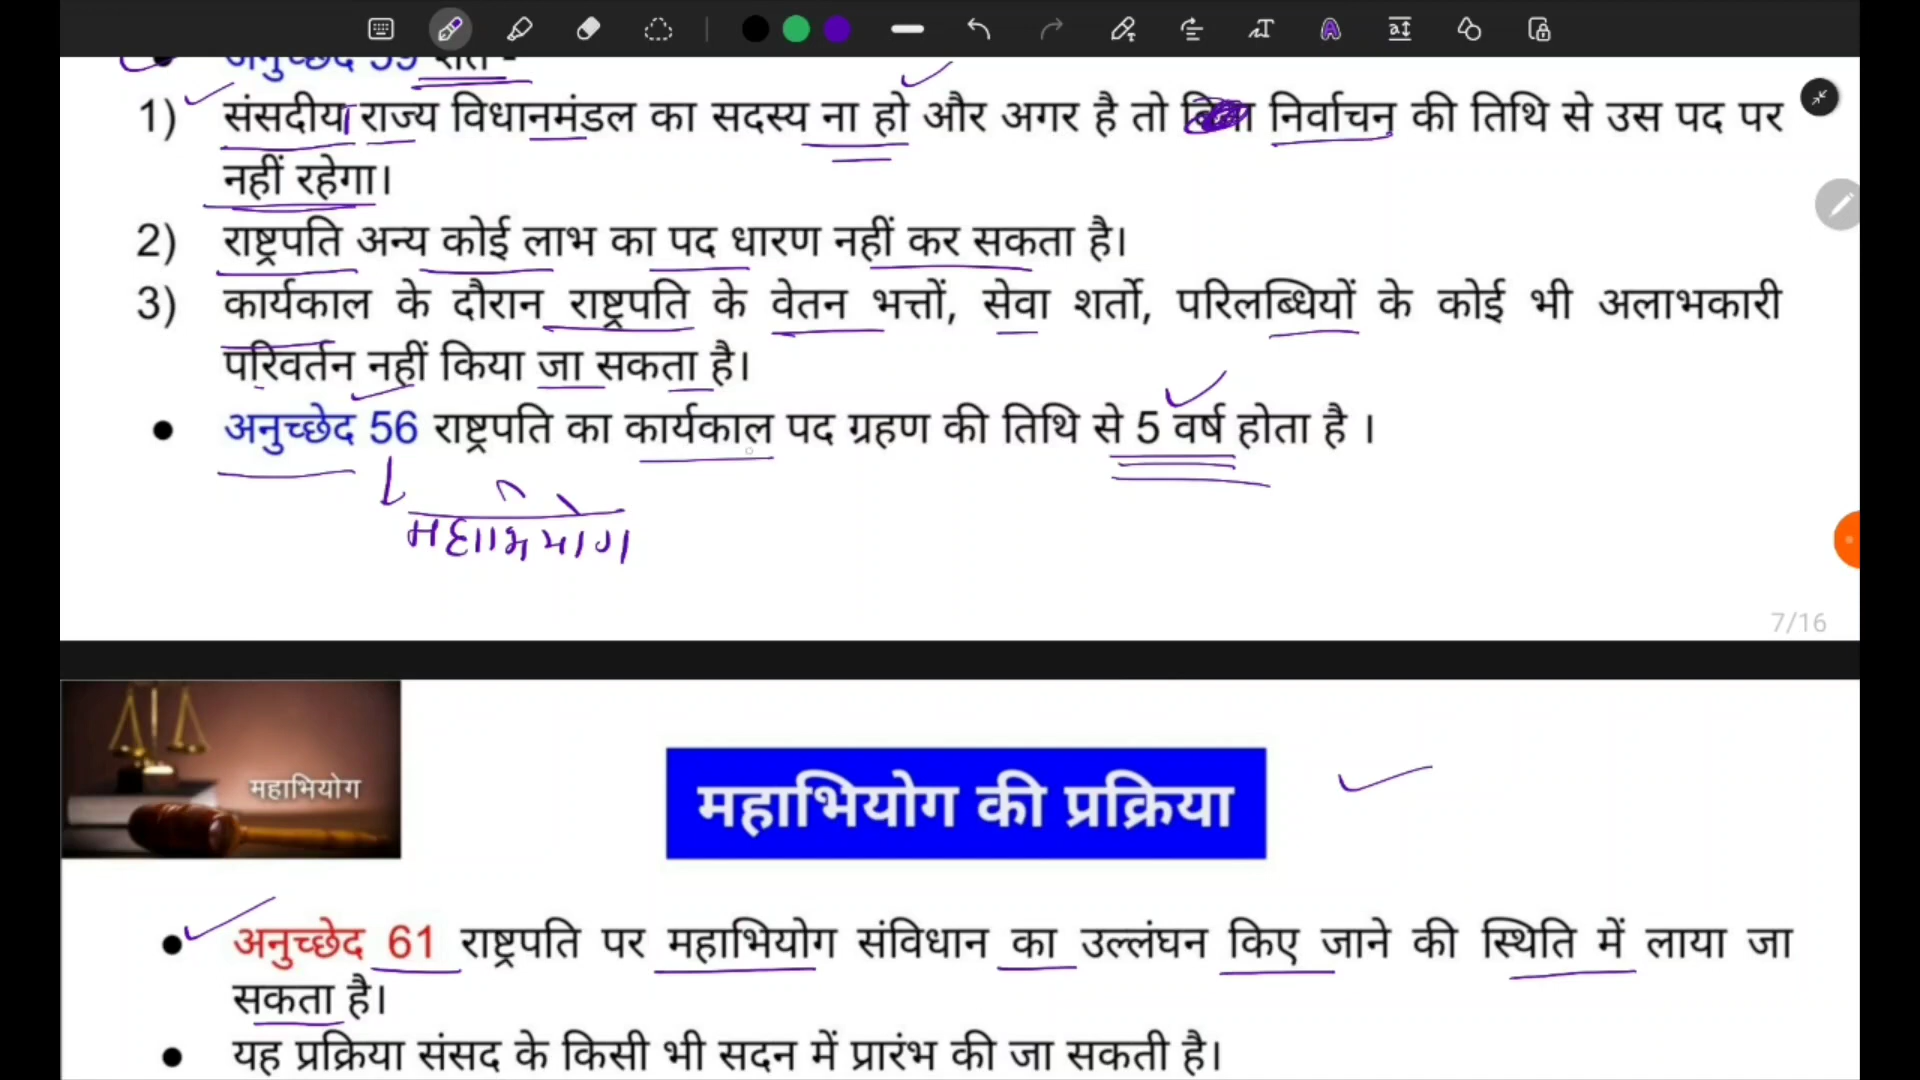 अनुच्छेद 59 शर्तें -
1) संसदीय राज्य विधानमंडल का सदस्य ना हो और अगर है तो निर्वाचन की तिथि से उस पद पर
नहीं रहेगा।
2) राष्ट्रपति अन्य कोई लाभ का पद धारण नहीं कर सकता है।
3) कार्यकाल के दौरान राष्ट्रपति के वेतन भत्तों, सेवा शर्तो, परिलब्धियों के कोई भी अलाभकारी
परिवर्तन नहीं किया जा सकता है।
● अनुच्छेद 56 राष्ट्रपति का कार्यकाल पद ग्रहण की तिथि से 5 वर्ष होता है ।
महाभियोग
7/16
महाभियोग
महाभियोग की प्रक्रिया
● अनुच्छेद 61 राष्ट्रपति पर महाभियोग संविधान का उल्लंघन किए जाने की स्थिति में लाया जा
सकता है।
● यह प्रक्रिया संसद के किसी भी सदन में प्रारंभ की जा सकती है।